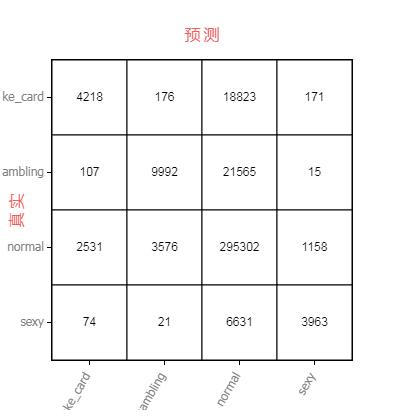 预测
ke_card 4218 176 18823 171
ambling 107 9992 21565 15
真实
normal 2531 3576 295302 1158
sexy 74 21 6631 3963
ke_card ambling normal sexy